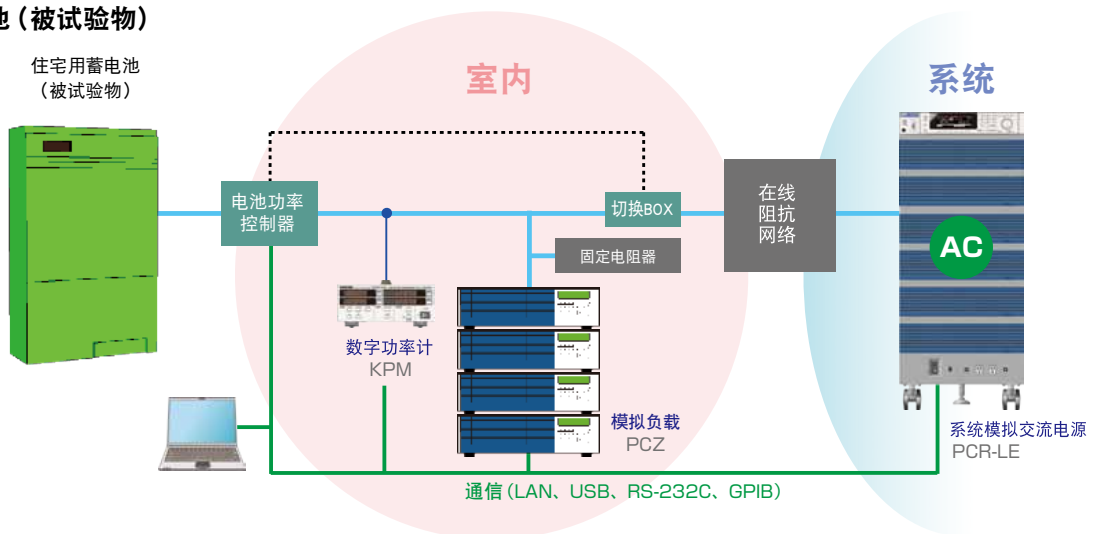 池（被试验物）
住宅用蓄电池
（被试验物）
室内
系统
电池功率
控制器
切换BOX
在线
阻抗
网络
固定电阻器
AC
数字功率计
KPM
模拟负载
PCZ
系统模拟交流电源
PCR-LE
通信（LAN、USB、RS-232C、GPIB）